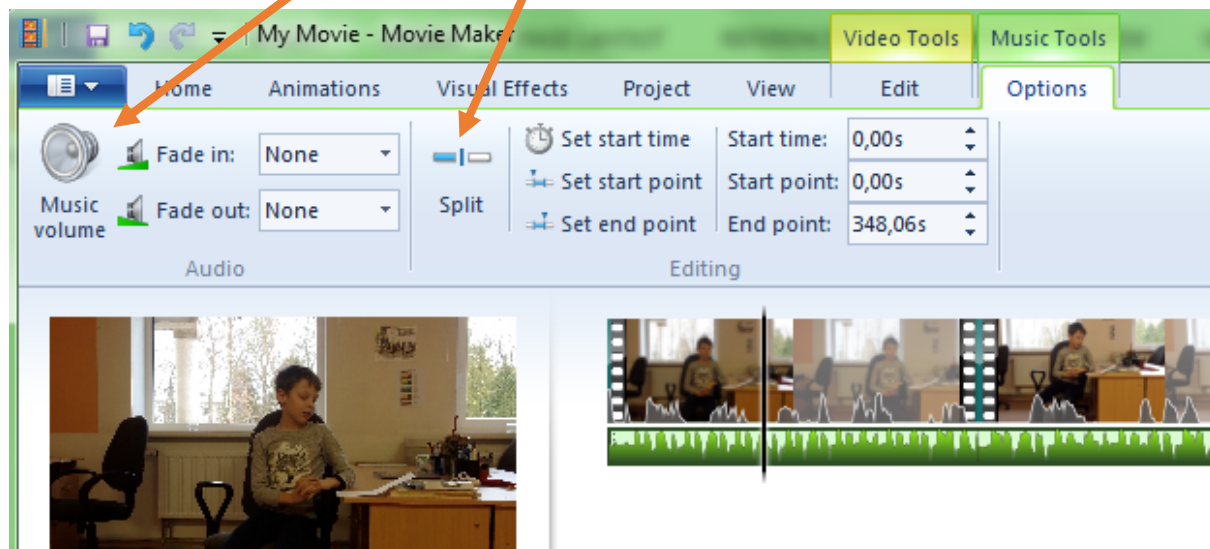 My Movie - Movie Maker
Video Tools
Music Tools
Home
Animations
Visual Effects
Project
View
Edit
Options
Music
volume
Fade in:
None
Fade out:
None
Split
Set start time
Set start point
Set end point
Start time:
0,00s
Start point:
0,00s
End point:
348,06s
Audio
Editing